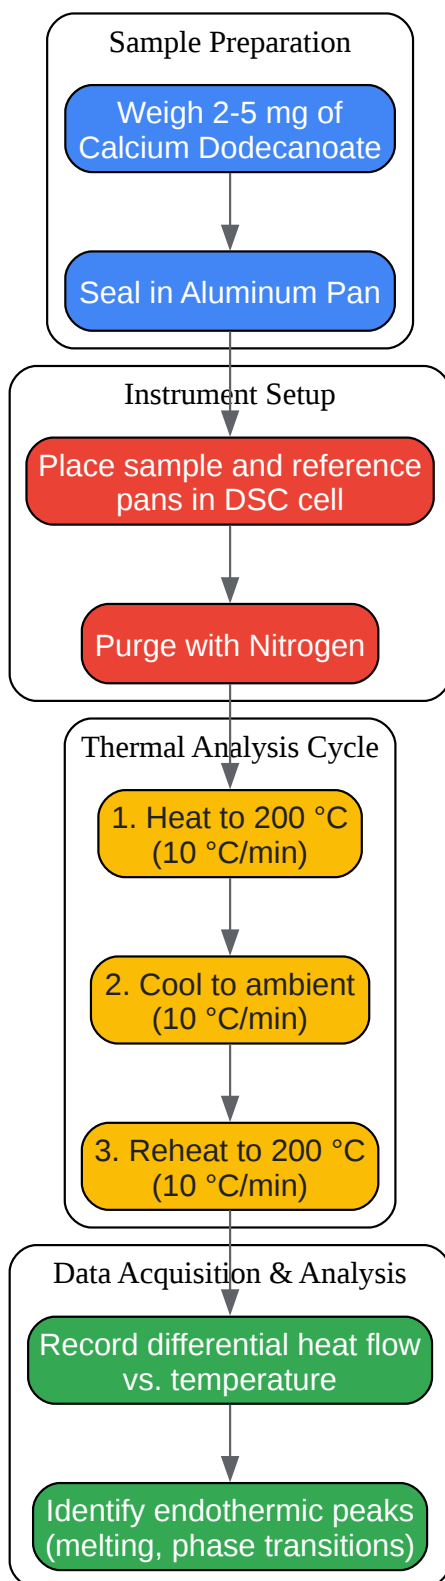 Sample Preparation
Weigh 2-5 mg of
Calcium Dodecanoate
Seal in Aluminum Pan
Instrument Setup
Place sample and reference
pans in DSC cell
Purge with Nitrogen
Thermal Analysis Cycle
1. Heat to 200 °C
(10 °C/min)
2. Cool to ambient
(10 °C/min)
3. Reheat to 200 °C
(10 °C/min)
Data Acquisition & Analysis
Record differential heat flow
vs. temperature
Identify endothermic peaks
(melting, phase transitions)